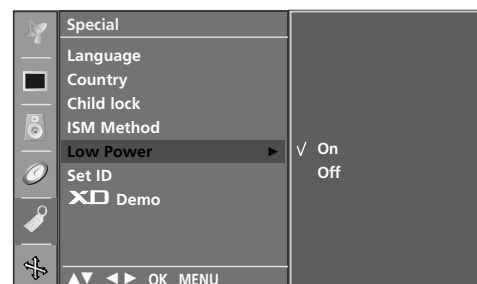 Special
Language
Country
Child lock
ISM Method
Low Power ► √ On
Set ID Off
XD Demo
▲▼ ◄► OK MENU